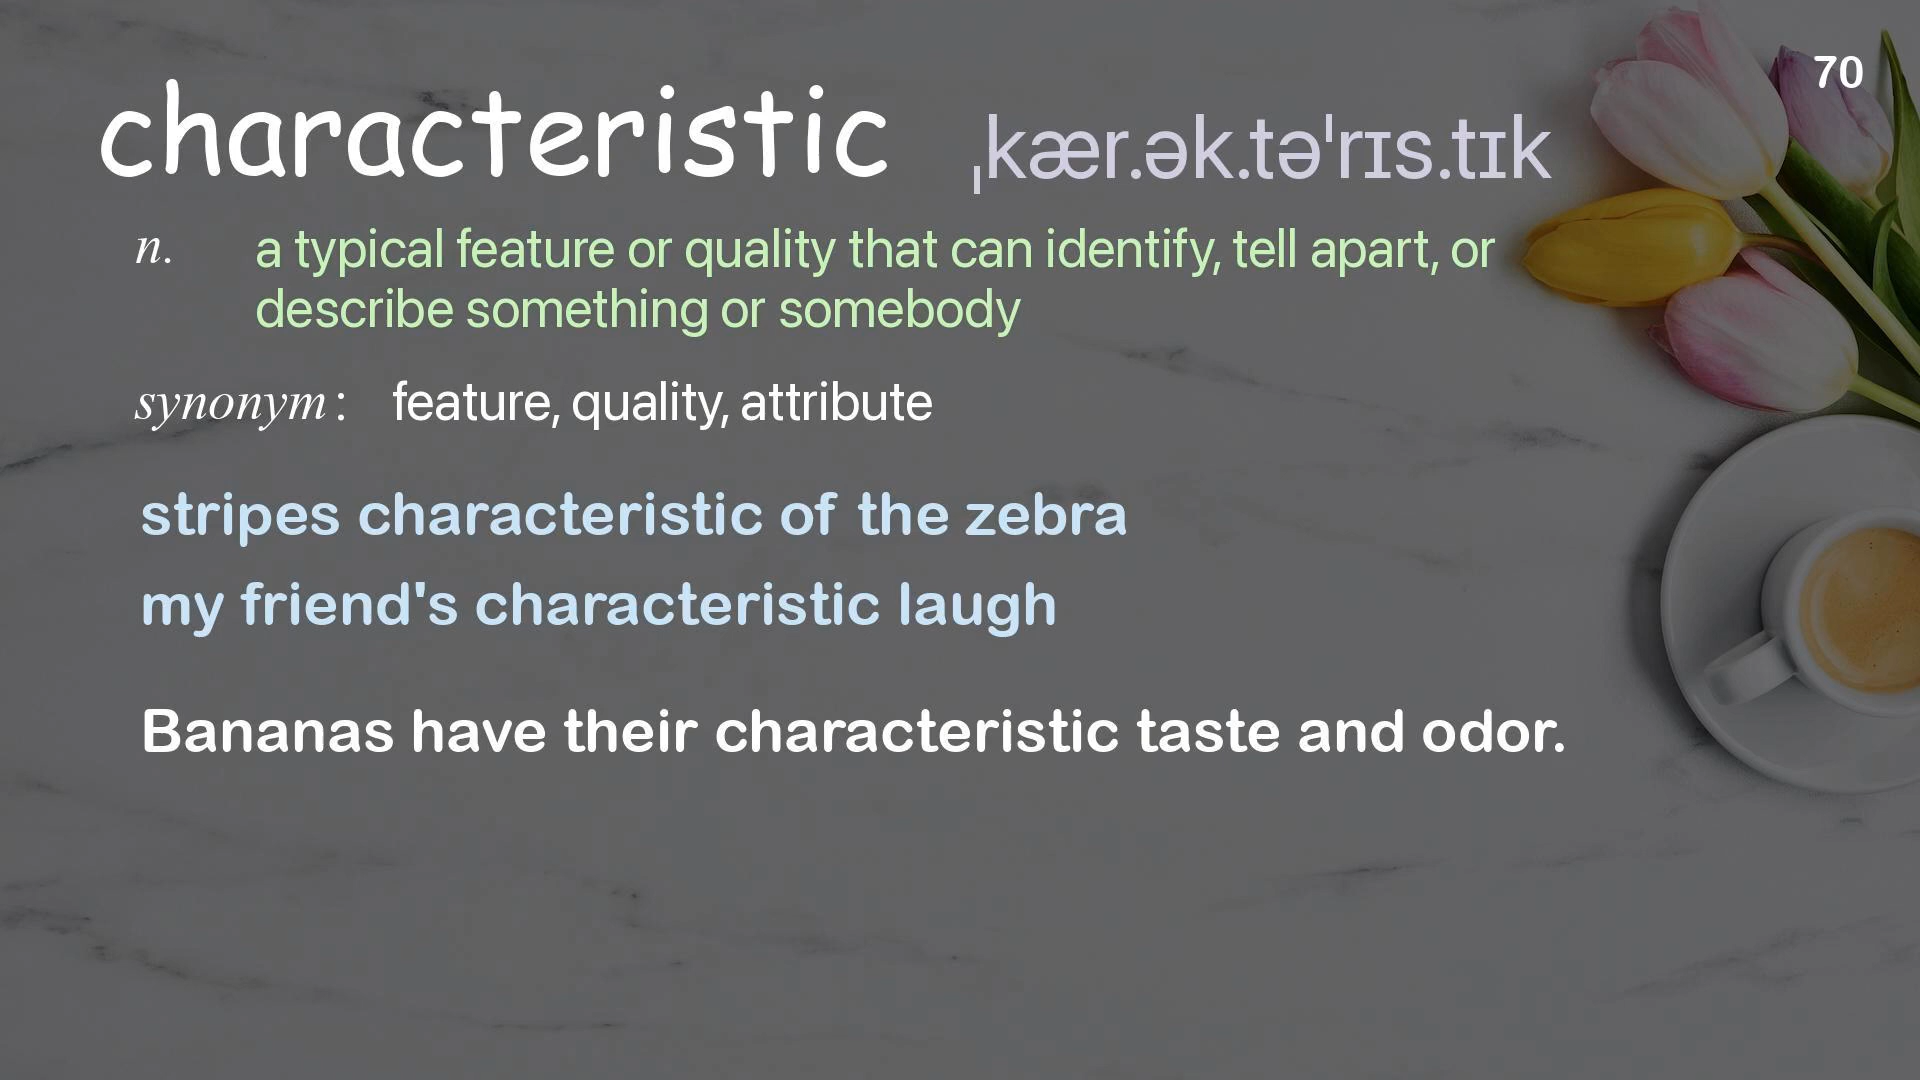 70
characteristic ˌkær.ək.təˈrɪs.tɪk
n. a typical feature or quality that can identify, tell apart, or
describe something or somebody
synonym : feature, quality, attribute
stripes characteristic of the zebra
my friend's characteristic laugh
Bananas have their characteristic taste and odor.